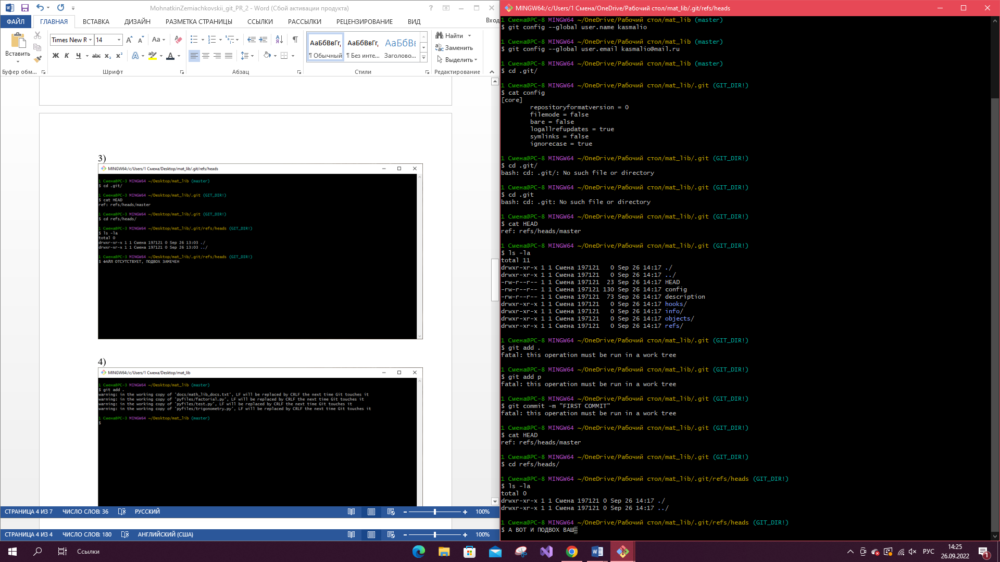 MohnatkinZemiachkovskii_git_PR_2 - Word (Сбой активации продукта)
ФАЙЛ ГЛАВНАЯ ВСТАВКА ДИЗАЙН РАЗМЕТКА СТРАНИЦЫ ССЫЛКИ РАССЫЛКИ РЕЦЕНЗИРОВАНИЕ ВИД Вход
Вставить
Буфер обм...
Times New R 14
Шрифт
Абзац
АаБбВвГг, АаБбВвГг, АаБбВв
¶ Обычный ¶ Без инте... Заголово...
Стили
Найти
Заменить
Выделить
Редактирование
3)
MINGW64:/c/Users/1 Смена/Desktop/mat_lib/.git/refs/heads
1 Смена@PC-3 MINGW64 ~/Desktop/mat_lib (master)
$ cd .git/
1 Смена@PC-3 MINGW64 ~/Desktop/mat_lib/.git (GIT_DIR!)
$ cat HEAD
ref: refs/heads/master
1 Смена@PC-3 MINGW64 ~/Desktop/mat_lib/.git (GIT_DIR!)
$ cd refs/heads/
1 Смена@PC-3 MINGW64 ~/Desktop/mat_lib/.git/refs/heads (GIT_DIR!)
$ ls -la
total 0
drwxr-xr-x 1 1 Смена 197121 0 Sep 26 13:03 ./
drwxr-xr-x 1 1 Смена 197121 0 Sep 26 13:03 ../
1 Смена@PC-3 MINGW64 ~/Desktop/mat_lib/.git/refs/heads (GIT_DIR!)
$ ФАЙЛ ОТСУТСТВУЕТ, ПОДВОХ ЗАМЕЧЕН
4)
MINGW64:/c/Users/1 Смена/Desktop/mat_lib
1 Смена@PC-3 MINGW64 ~/Desktop/mat_lib (master)
$ git add .
warning: in the working copy of 'docs/math_lib_docs.txt', LF will be replaced by CRLF the next time Git touches it
warning: in the working copy of 'pyfiles/factorial.py', LF will be replaced by CRLF the next time Git touches it
warning: in the working copy of 'pyfiles/test.py', LF will be replaced by CRLF the next time Git touches it
warning: in the working copy of 'pyfiles/trigonometry.py', LF will be replaced by CRLF the next time Git touches it
1 Смена@PC-3 MINGW64 ~/Desktop/mat_lib (master)
$
СТРАНИЦА 4 ИЗ 7 ЧИСЛО СЛОВ: 36 РУССКИЙ 100%
СТРАНИЦА 4 ИЗ 4 ЧИСЛО СЛОВ: 180 АНГЛИЙСКИЙ (США) 100%
MINGW64:/c/Users/1 Смена/OneDrive/Рабочий стол/mat_lib/.git/refs/heads
1 Смена@PC-8 MINGW64 ~/OneDrive/Рабочий стол/mat_lib (master)
$ git config --global user.name kasmalio
1 Смена@PC-8 MINGW64 ~/OneDrive/Рабочий стол/mat_lib (master)
$ git config --global user.email kasmalio@mail.ru
1 Смена@PC-8 MINGW64 ~/OneDrive/Рабочий стол/mat_lib (master)
$ cd .git/
1 Смена@PC-8 MINGW64 ~/OneDrive/Рабочий стол/mat_lib/.git (GIT_DIR!)
$ cat config
[core]
repositoryformatversion = 0
filemode = false
bare = false
logallrefupdates = true
symlinks = false
ignorecase = true
1 Смена@PC-8 MINGW64 ~/OneDrive/Рабочий стол/mat_lib/.git (GIT_DIR!)
$ cd .git/
bash: cd: .git/: No such file or directory
1 Смена@PC-8 MINGW64 ~/OneDrive/Рабочий стол/mat_lib/.git (GIT_DIR!)
$ cd .git
bash: cd: .git: No such file or directory
1 Смена@PC-8 MINGW64 ~/OneDrive/Рабочий стол/mat_lib/.git (GIT_DIR!)
$ cat HEAD
ref: refs/heads/master
1 Смена@PC-8 MINGW64 ~/OneDrive/Рабочий стол/mat_lib/.git (GIT_DIR!)
$ ls -la
total 11
drwxr-xr-x 1 1 Смена 197121 0 Sep 26 14:17 ./
drwxr-xr-x 1 1 Смена 197121 0 Sep 26 14:17 ../
-rw-r--r-- 1 1 Смена 197121 23 Sep 26 14:17 HEAD
-rw-r--r-- 1 1 Смена 197121 130 Sep 26 14:17 config
-rw-r--r-- 1 1 Смена 197121 73 Sep 26 14:17 description
drwxr-xr-x 1 1 Смена 197121 0 Sep 26 14:17 hooks/
drwxr-xr-x 1 1 Смена 197121 0 Sep 26 14:17 info/
drwxr-xr-x 1 1 Смена 197121 0 Sep 26 14:17 objects/
drwxr-xr-x 1 1 Смена 197121 0 Sep 26 14:17 refs/
1 Смена@PC-8 MINGW64 ~/OneDrive/Рабочий стол/mat_lib/.git (GIT_DIR!)
$ git add .
fatal: this operation must be run in a work tree
1 Смена@PC-8 MINGW64 ~/OneDrive/Рабочий стол/mat_lib/.git (GIT_DIR!)
$ git add p
fatal: this operation must be run in a work tree
1 Смена@PC-8 MINGW64 ~/OneDrive/Рабочий стол/mat_lib/.git (GIT_DIR!)
$ git commit -m "FIRST COMMIT"
fatal: this operation must be run in a work tree
1 Смена@PC-8 MINGW64 ~/OneDrive/Рабочий стол/mat_lib/.git (GIT_DIR!)
$ cat HEAD
ref: refs/heads/master
1 Смена@PC-8 MINGW64 ~/OneDrive/Рабочий стол/mat_lib/.git (GIT_DIR!)
$ cd refs/heads/
1 Смена@PC-8 MINGW64 ~/OneDrive/Рабочий стол/mat_lib/.git/refs/heads (GIT_DIR!)
$ ls -la
total 0
drwxr-xr-x 1 1 Смена 197121 0 Sep 26 14:17 ./
drwxr-xr-x 1 1 Смена 197121 0 Sep 26 14:17 ../
1 Смена@PC-8 MINGW64 ~/OneDrive/Рабочий стол/mat_lib/.git/refs/heads (GIT_DIR!)
$ А ВОТ И ПОДВОХ ВАШ
Ссылки
РУС
14:25
26.09.2022
1